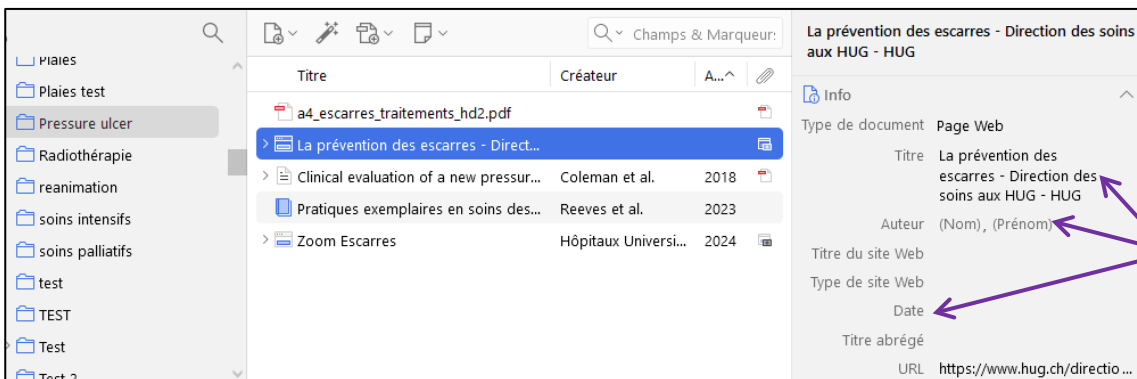 Plaies
Plaies test
Pressure ulcer
Radiothérapie
reanimation
soins intensifs
soins palliatifs
test
TEST
Test
Test 2
Champs & Marqueur:
Titre Créateur A...
a4_escarres_traitements_hd2.pdf
La prévention des escarres - Direct...
Clinical evaluation of a new pressur... Coleman et al. 2018
Pratiques exemplaires en soins des... Reeves et al. 2023
Zoom Escarres Hôpitaux Universi... 2024
La prévention des escarres - Direction des soins
aux HUG - HUG
Info
Type de document Page Web
Titre La prévention des
escarres - Direction des
soins aux HUG - HUG
Auteur (Nom), (Prénom)
Titre du site Web
Type de site Web
Date
Titre abrégé
URL https://www.hug.ch/directio...